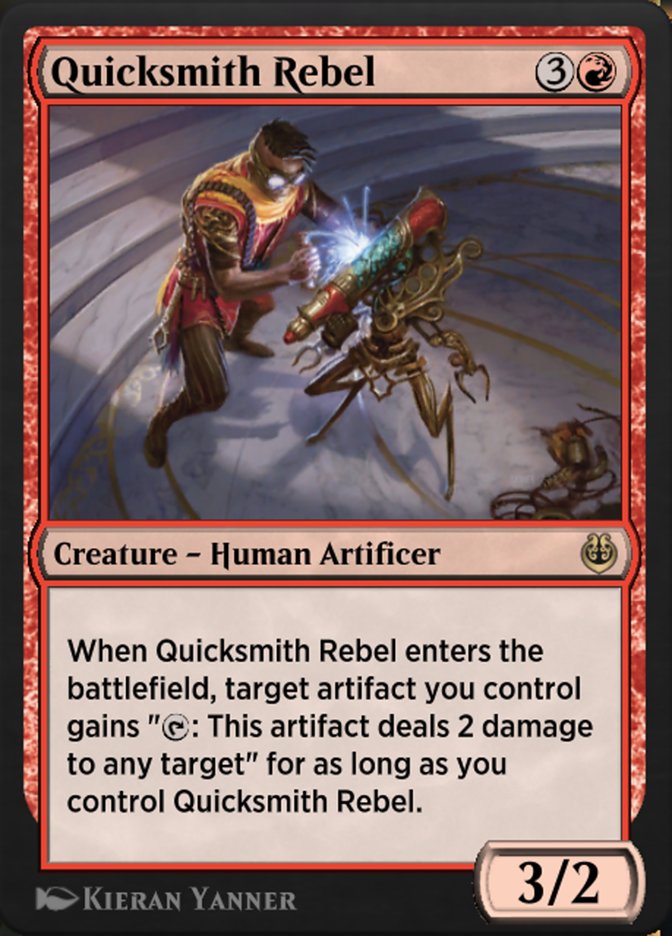 Quicksmith Rebel 3
Creature – Human Artificer
When Quicksmith Rebel enters the
battlefield, target artifact you control
gains ": This artifact deals 2 damage
to any target" for as long as you
control Quicksmith Rebel.
3/2
Kieran Yanner